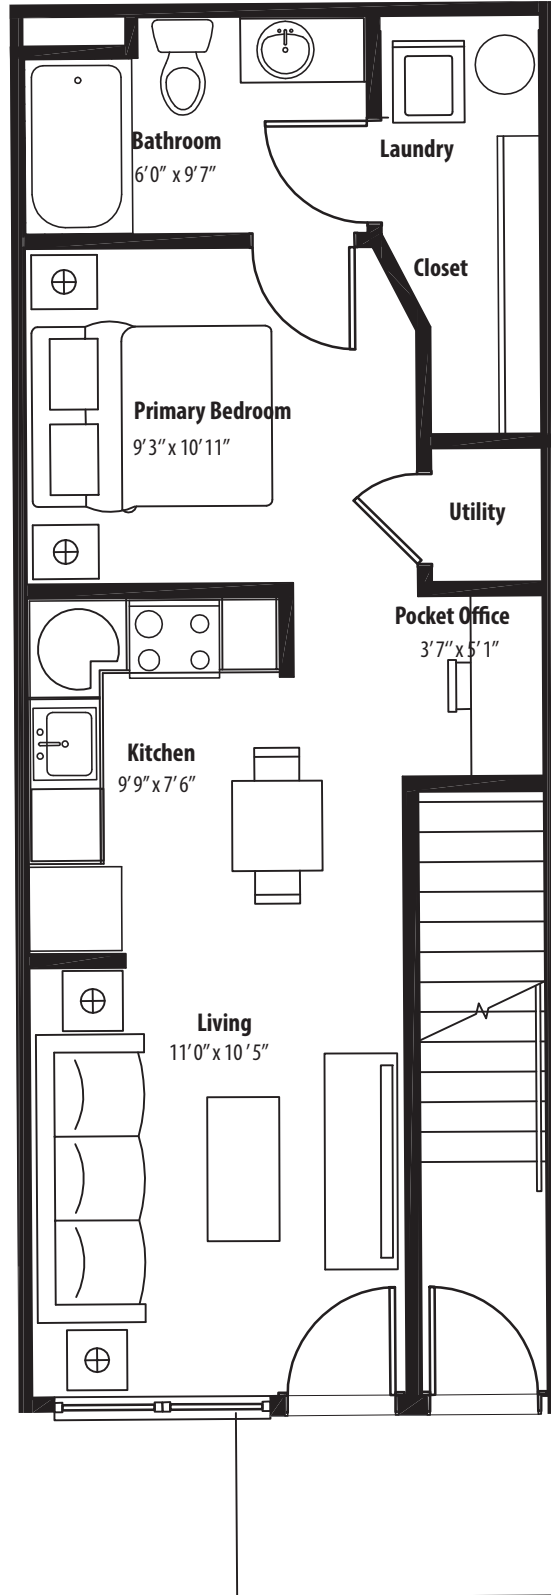 Bathroom
6'0" x 9'7"
Laundry
Closet
Primary Bedroom
9'3" x 10'11"
Utility
Pocket Office
3'7" x 5'1"
Kitchen
9'9" x 7'6"
Living
11'0" x 10'5"